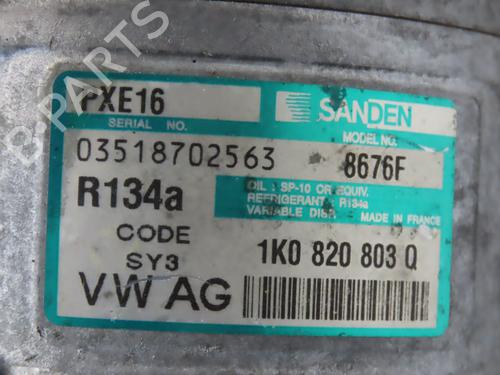 PXE16 SANDEN
SERIAL NO. MODEL NO.
03518702563 8676F
R134a OIL : SP-10 OR EQUIV.
REFRIGERANT : R134a
VARIABLE DISP. MADE IN FRANCE
CODE 1K0 820 803 Q
SY3
VW AG